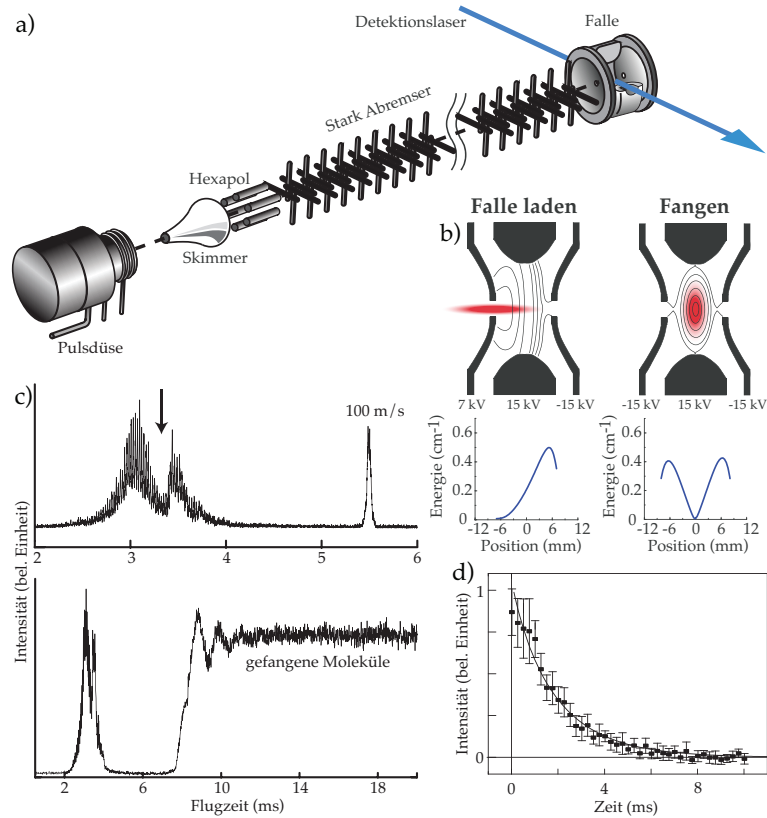 a)
Detektionslaser
Falle
Stark Abremser
Hexapol
Skimmer
Pulsdüse
b)
Falle laden
Fangen
7 kV 15 kV -15 kV
-15 kV 15 kV -15 kV
Energie (cm-1)
0.6
0.4
0.2
0
-12 -6 0 6 12
Position (mm)
Energie (cm-1)
0.6
0.4
0.2
0
-12 -6 0 6 12
Position (mm)
c)
100 m/s
2 3 4 5 6
Intensität (bel. Einheit)
gefangene Moleküle
2 6 10 14 18
Flugzeit (ms)
d)
Intensität (bel. Einheit)
1
0
0 4 8
Zeit (ms)